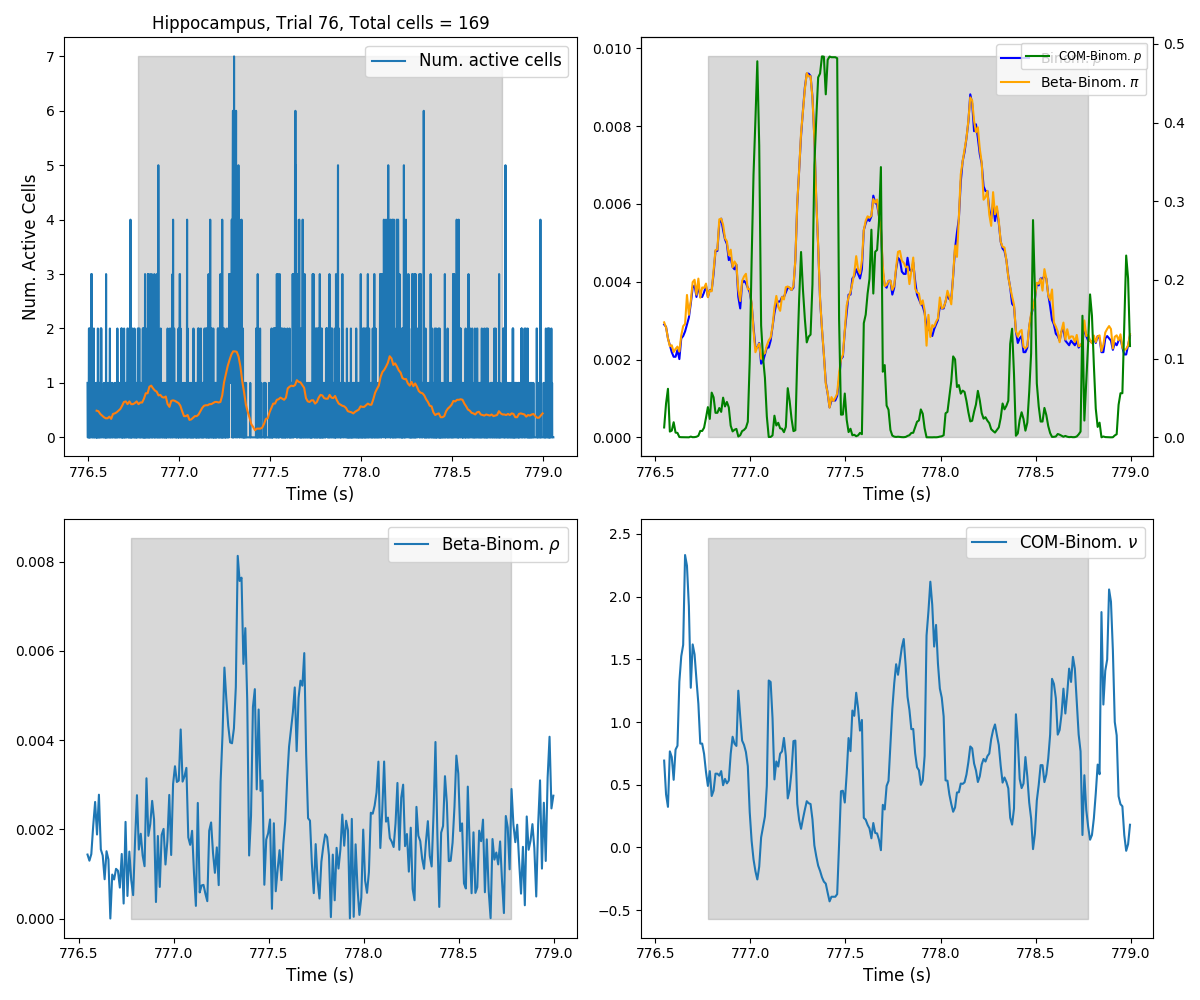 Hippocampus, Trial 76, Total cells = 169
Num. active cells
Num. Active Cells
7
6
5
4
3
2
1
0
776.5 777.0 777.5 778.0 778.5 779.0
Time (s)
COM-Binom. p
Beta-Binom. π
0.010
0.008
0.006
0.004
0.002
0.000
0.5
0.4
0.3
0.2
0.1
0.0
776.5 777.0 777.5 778.0 778.5 779.0
Time (s)
Beta-Binom. ρ
0.008
0.006
0.004
0.002
0.000
776.5 777.0 777.5 778.0 778.5 779.0
Time (s)
COM-Binom. ν
2.5
2.0
1.5
1.0
0.5
0.0
−0.5
776.5 777.0 777.5 778.0 778.5 779.0
Time (s)